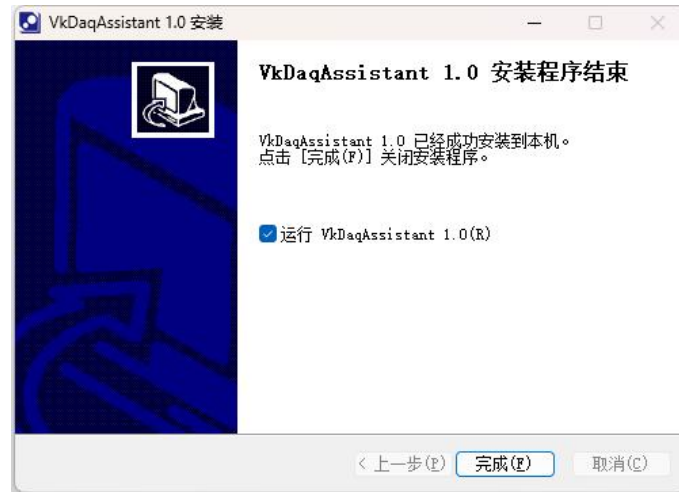 VkDaqAssistant 1.0 安装
VkDaqAssistant 1.0 安装程序结束
VkDaqAssistant 1.0 已经成功安装到本机。
点击 [完成(F)] 关闭安装程序。
运行 VkDaqAssistant 1.0(R)
< 上一步(P) 完成(F) 取消(C)